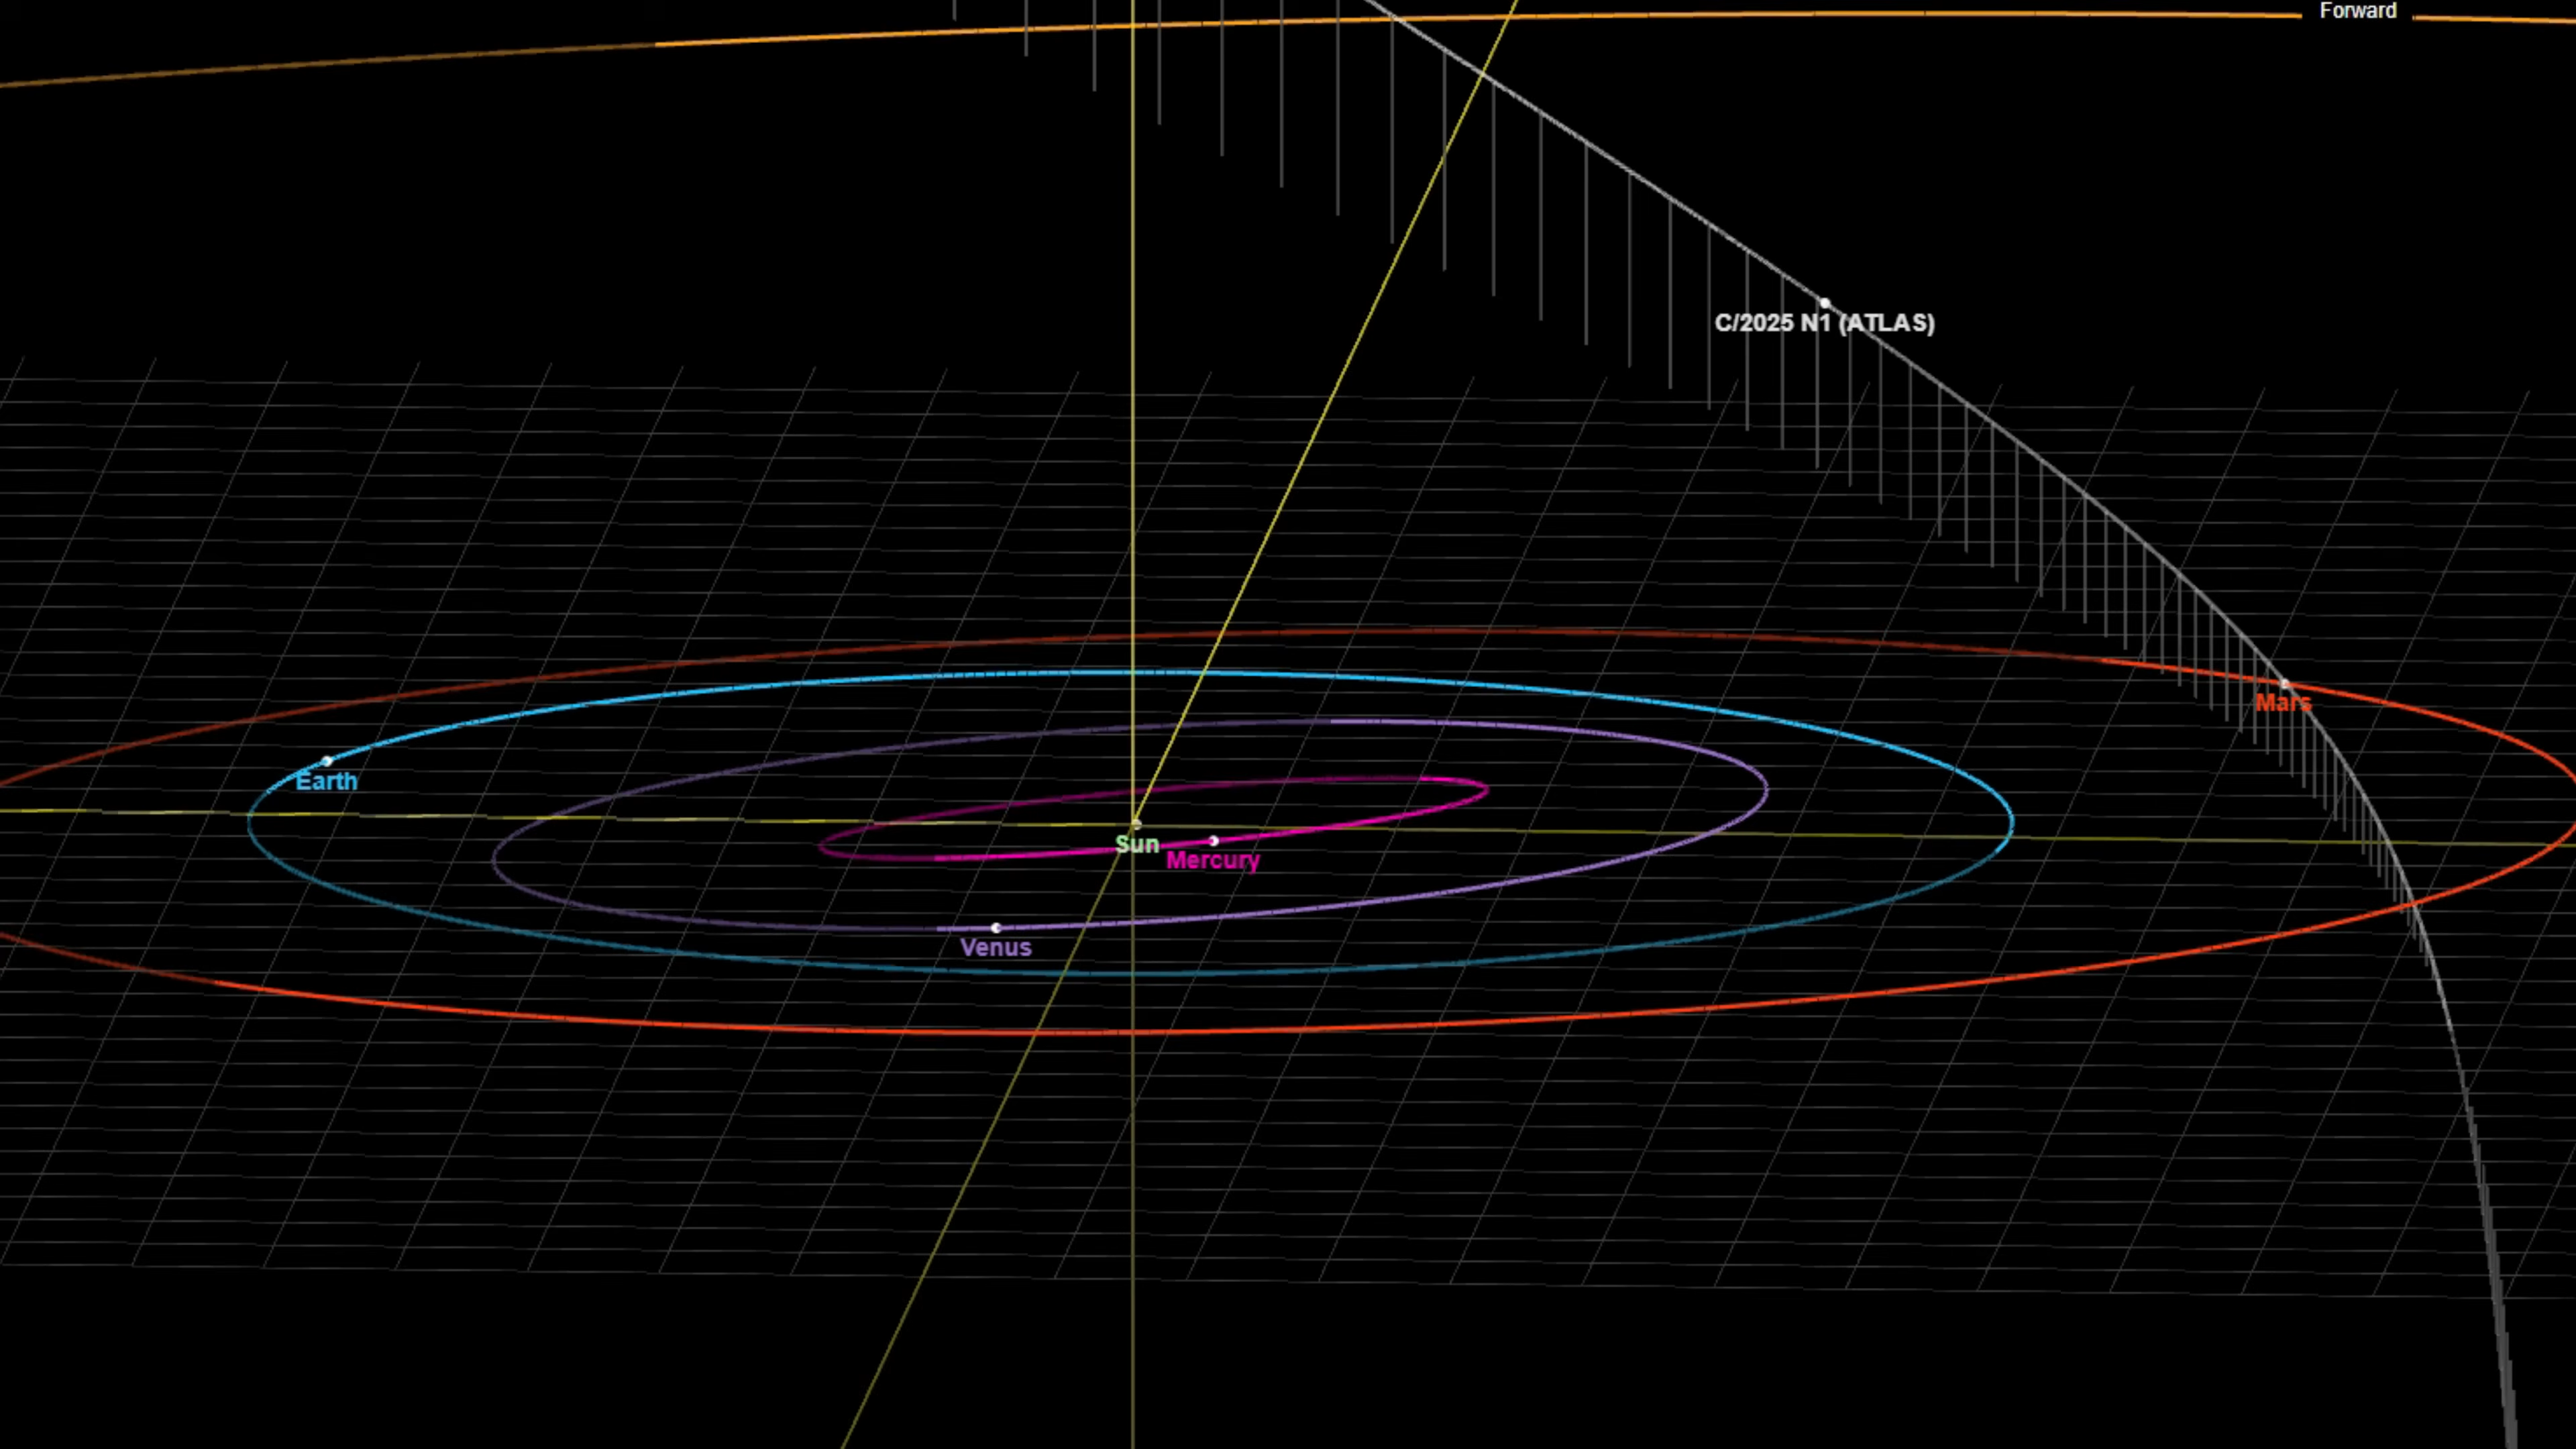 Forward
C/2025 N1 (ATLAS)
Mars
Earth
Sun
Mercury
Venus